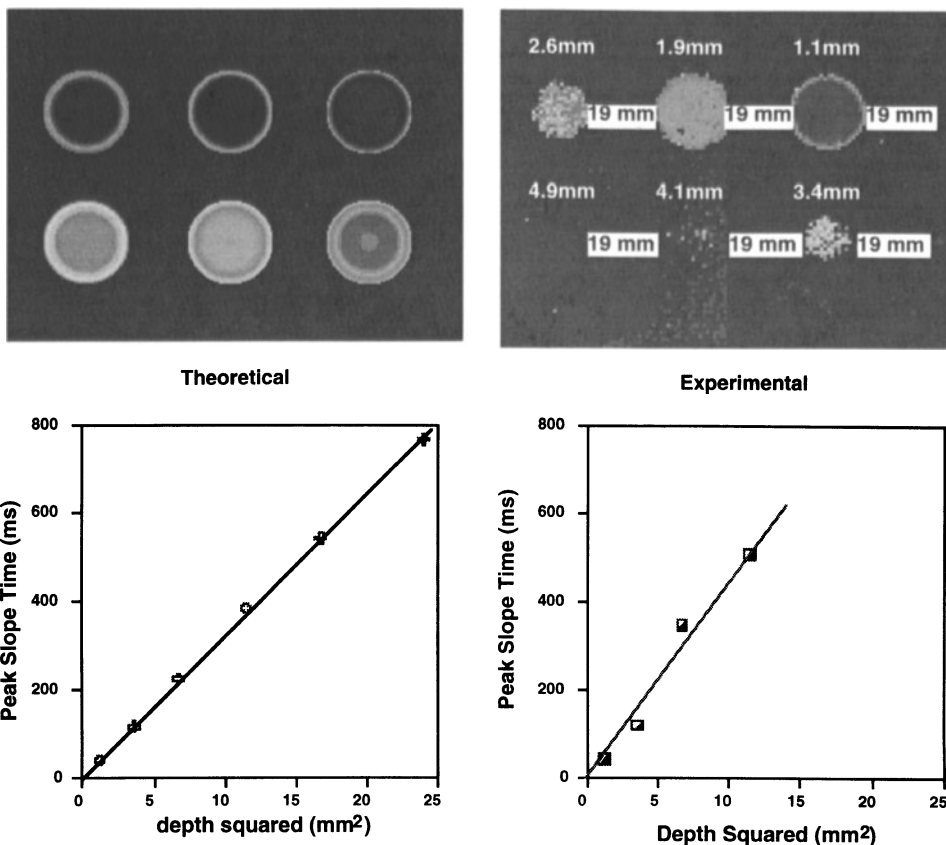 2.6mm 1.9mm 1.1mm
19 mm 19 mm 19 mm
4.9mm 4.1mm 3.4mm
19 mm 19 mm 19 mm
Theoretical
Experimental
Peak Slope Time (ms)
800
600
400
200
0
0 5 10 15 20 25
depth squared (mm2)
Peak Slope Time (ms)
800
600
400
200
0
0 5 10 15 20 25
Depth Squared (mm2)